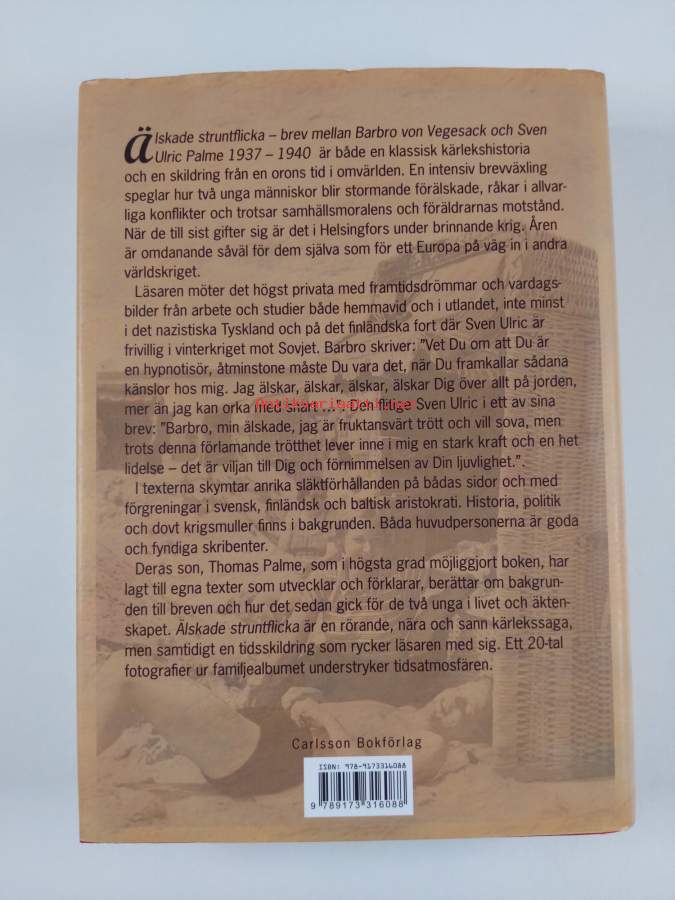 Älskade struntflicka – brev mellan Barbro von Vegesack och Sven
Ulric Palme 1937 – 1940 är både en klassisk kärlekshistoria
och en skildring från en orons tid i omvärlden. En intensiv brevväxling
speglar hur två unga människor blir stormande förälskade, råkar i allvar-
liga konflikter och trotsar samhällsmoralens och föräldrarnas motstånd.
När de till sist gifter sig är det i Helsingfors under brinnande krig. Åren
är omdanande såväl för dem själva som för ett Europa på väg in i andra
världskriget.
Läsaren möter det högst privata med framtidsdrömmar och vardags-
bilder från arbete och studier både hemmavid och i utlandet, inte minst
i det nazistiska Tyskland och på det finländska fort där Sven Ulric är
frivillig i vinterkriget mot Sovjet. Barbro skriver: ”Vet Du om att Du är
en hypnotisör, åtminstone måste Du vara det, när Du framkallar sådana
känslor hos mig. Jag älskar, älskar, älskar, älskar Dig över allt på jorden,
mer än jag kan orka med snart ... Den flitige Sven Ulric i ett av sina
brev: ”Barbro, min älskade, jag är fruktansvärt trött och vill sova, men
trots denna förlamande trötthet lever inne i mig en stark kraft och en het
lidelse – det är viljan till Dig och förnimmelsen av Din ljuvlighet.”.
I texterna skymtar anrika släktförhållanden på bådas sidor och med
förgreningar i svensk, finländsk och baltisk aristokrati. Historia, politik
och dovt krigsmuller finns i bakgrunden. Båda huvudpersonerna är goda
och fyndiga skribenter.
Deras son, Thomas Palme, som i högsta grad möjliggjort boken, har
lagt till egna texter som utvecklar och förklarar, berättar om bakgrun-
den till breven och hur det sedan gick för de två unga i livet och äkten-
skapet. Älskade struntflicka är en rörande, nära och sann kärlekssaga,
men samtidigt en tidsskildring som rycker läsaren med sig. Ett 20-tal
fotografier ur familjealbumet understryker tidsatmosfären.
Carlsson Bokförlag
ISBN: 978-9173316088
9 789173 316088